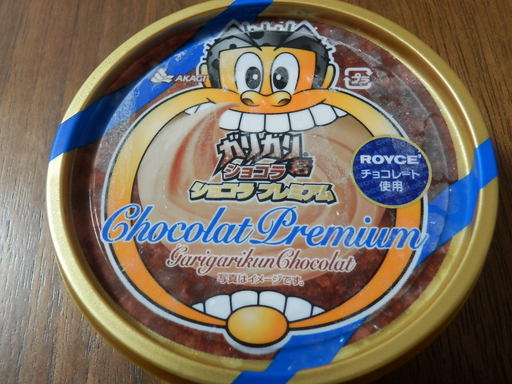 AKAGI
プラ
ガリガリ君
ショコラ
ショコラ プレミアム
ROYCE'
チョコレート
使用
Chocolat Premium
Garigarikun Chocolat
写真はイメージです。